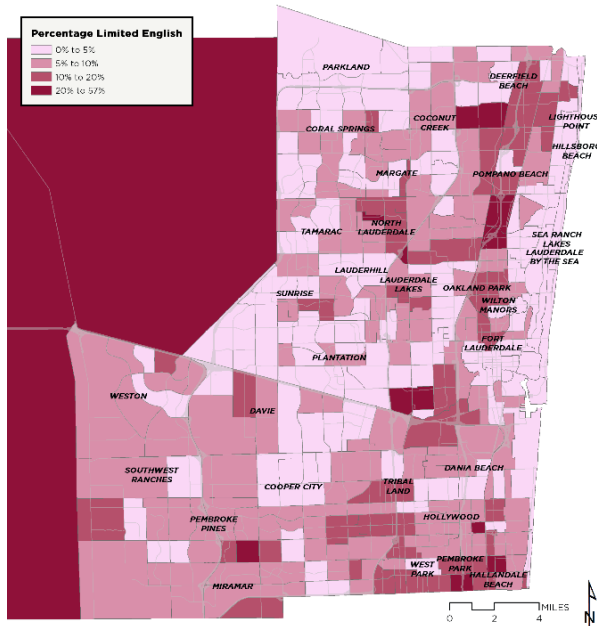 Percentage Limited English
0% to 5%
5% to 10%
10% to 20%
20% to 57%
PARKLAND
DEERFIELD
BEACH
CORAL SPRINGS
COCONUT
CREEK
LIGHTHOUS
POINT
HILLSBORO
BEACH
MARGATE
POMPANO BEACH
TAMARAC
NORTH
LAUDERDALE
SEA RANCH
LAKES
LAUDERDALE
BY THE SEA
LAUDERHILL
SUNRISE
LAUDERDALE
LAKES
OAKLAND PARK
WILTON
MANORS
FORT
LAUDERDALE
PLANTATION
WESTON
DAVIE
SOUTHWEST
RANCHES
COOPER CITY
TRIBAL
LAND
DANIA BEACH
PEMBROKE
PINES
HOLLYWOOD
MIRAMAR
WEST
PARK
PEMBROKE
PARK
HALLANDALE
BEACH
MILES
0 2 4
N